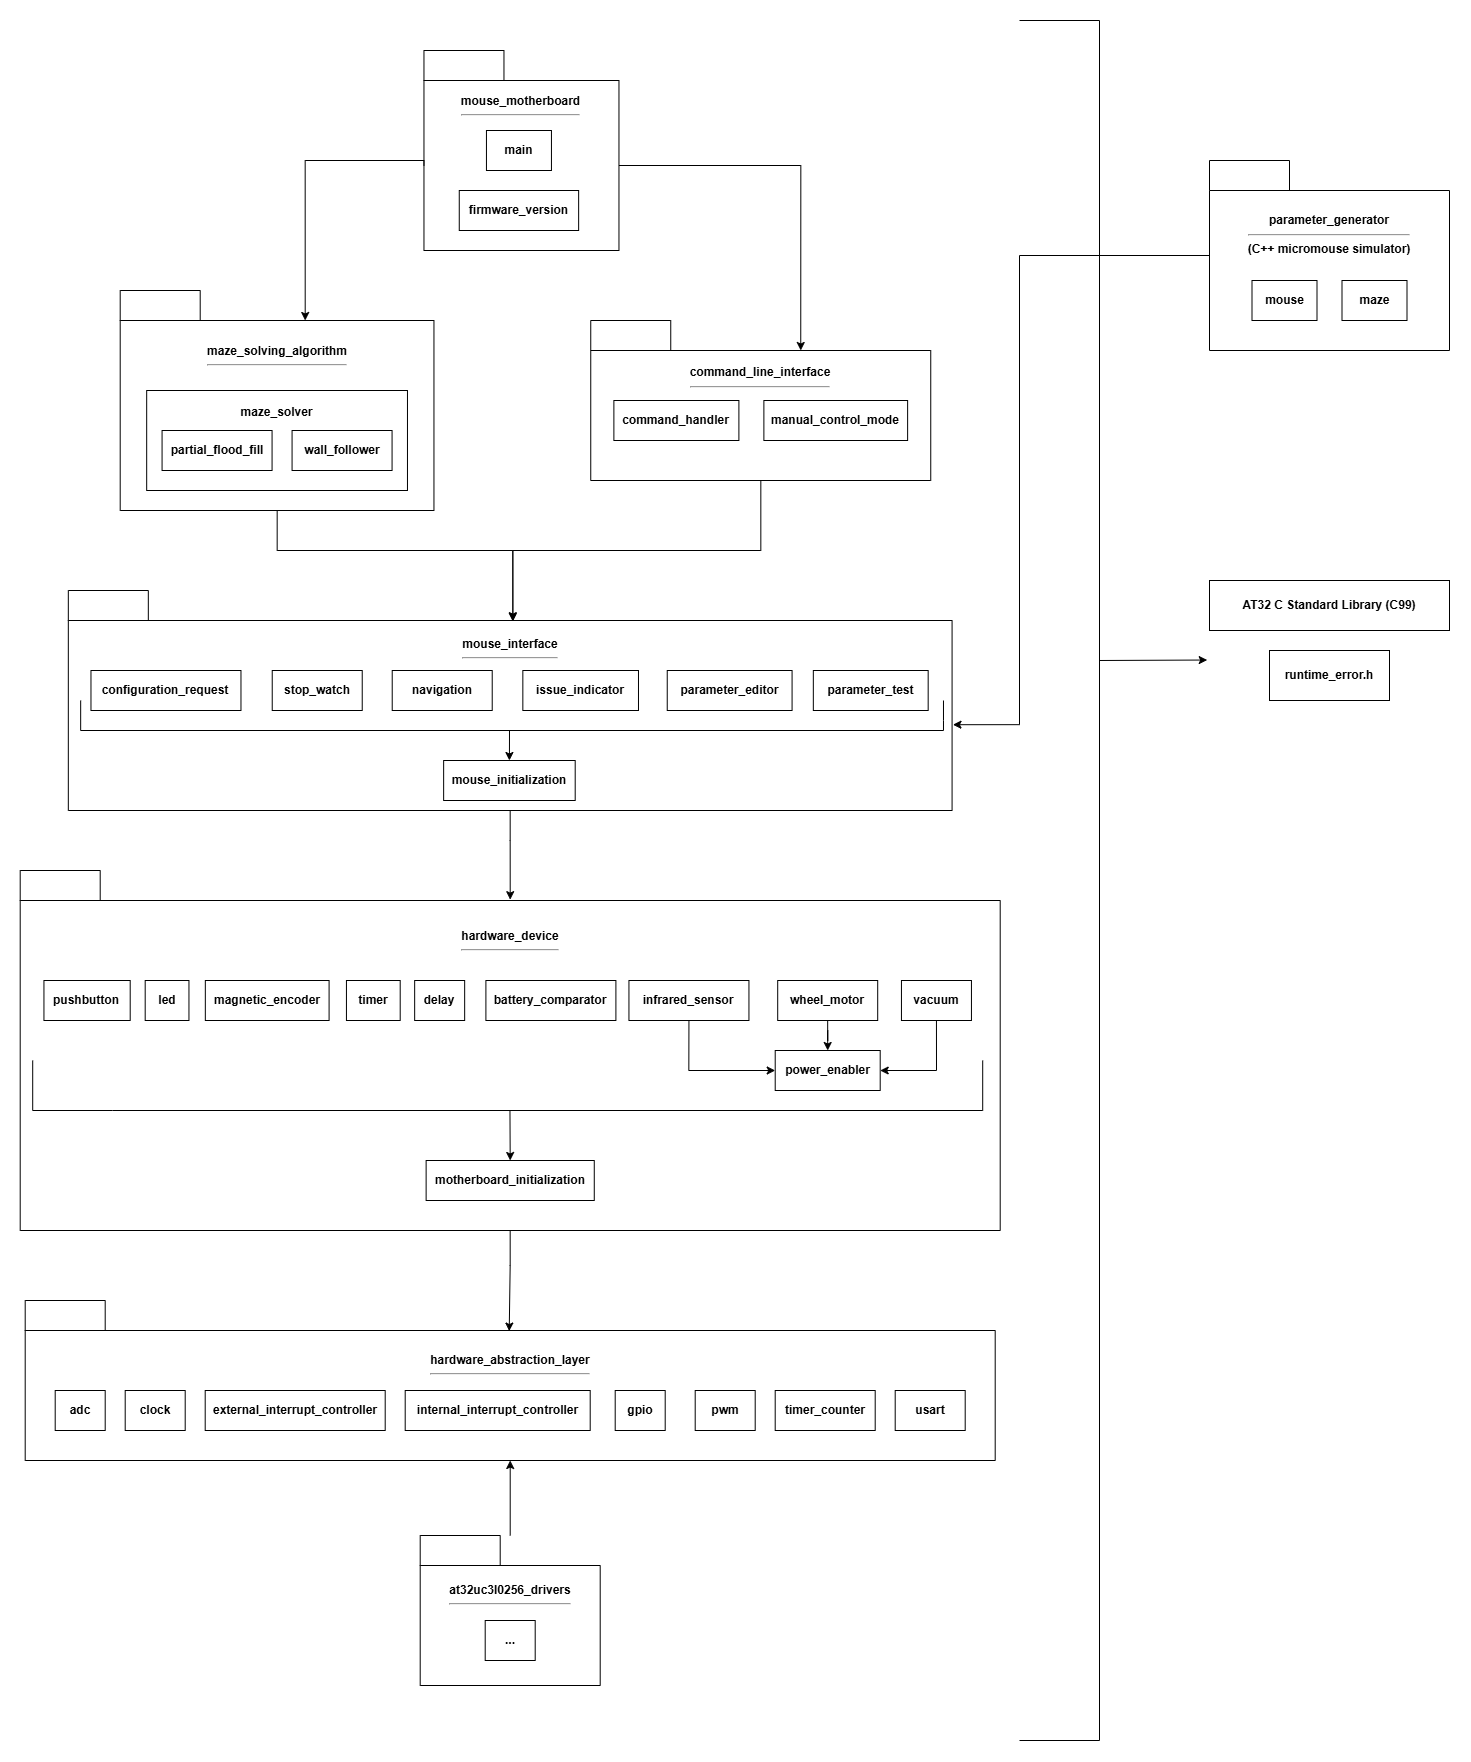 mouse_motherboard
main
firmware_version
parameter_generator
(C++ micromouse simulator)
mouse
maze
maze_solving_algorithm
maze_solver
partial_flood_fill
wall_follower
command_line_interface
command_handler
manual_control_mode
AT32 C Standard Library (C99)
runtime_error.h
mouse_interface
configuration_request
stop_watch
navigation
issue_indicator
parameter_editor
parameter_test
mouse_initialization
hardware_device
pushbutton
led
magnetic_encoder
timer
delay
battery_comparator
infrared_sensor
wheel_motor
vacuum
power_enabler
motherboard_initialization
hardware_abstraction_layer
adc
clock
external_interrupt_controller
internal_interrupt_controller
gpio
pwm
timer_counter
usart
at32uc3l0256_drivers
...